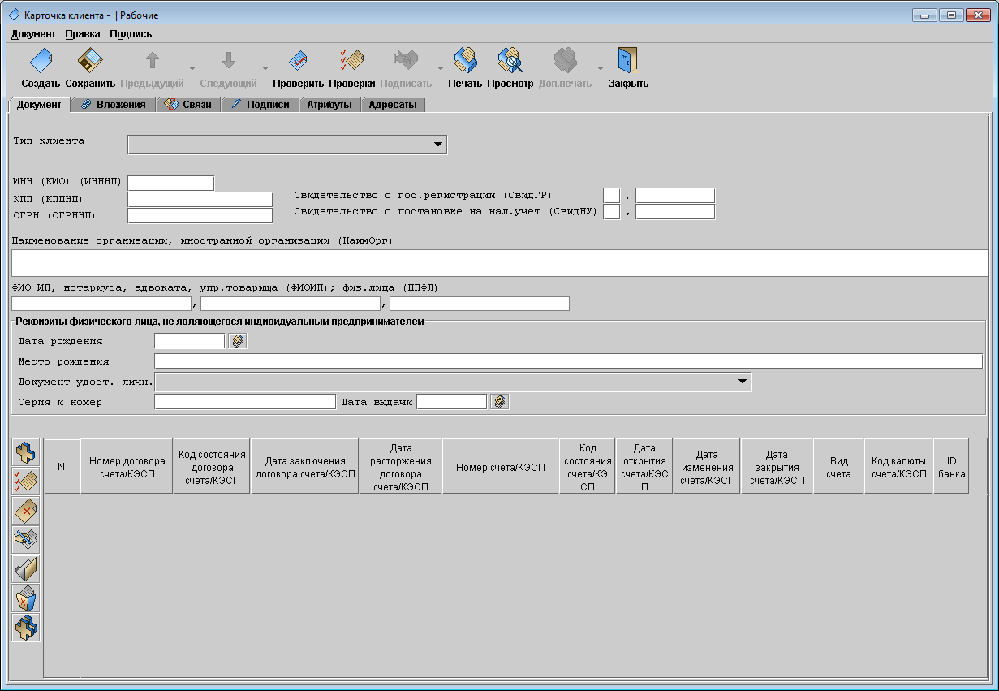 Карточка клиента - | Рабочие
Документ Правка Подпись
Создать Сохранить Предыдущий Следующий Проверить Проверки Подписать Печать Просмотр Доп.печать Закрыть
Документ Вложения Связи Подписи Атрибуты Адресаты
Тип клиента
ИНН (КИО) (ИНННП)
КПП (КППНП)
Свидетельство о гос.регистрации (СвидГР) ,
ОГРН (ОГРННП)
Свидетельство о постановке на нал.учет (СвидНУ) ,
Наименование организации, иностранной организации (НаимОрг)
ФИО ИП, нотариуса, адвоката, упр.товарища (ФИОИП); физ.лица (НПФЛ)
, ,
Реквизиты физического лица, не являющегося индивидуальным предпринимателем
Дата рождения
Место рождения
Документ удост. личн.
Серия и номер Дата выдачи
N
Номер договора
счета/КЭСП
Код состояния
договора
счета/КЭСП
Дата заключения
договора счета/КЭСП
Дата
расторжения
договора
счета/КЭСП
Номер счета/КЭСП
Код
состояния
счета/КЭ
СП
Дата
открытия
счета/КЭС
П
Дата
изменения
счета/КЭСП
Дата
закрытия
счета/КЭСП
Вид
счета
Код валюты
счета/КЭСП
ID
банка